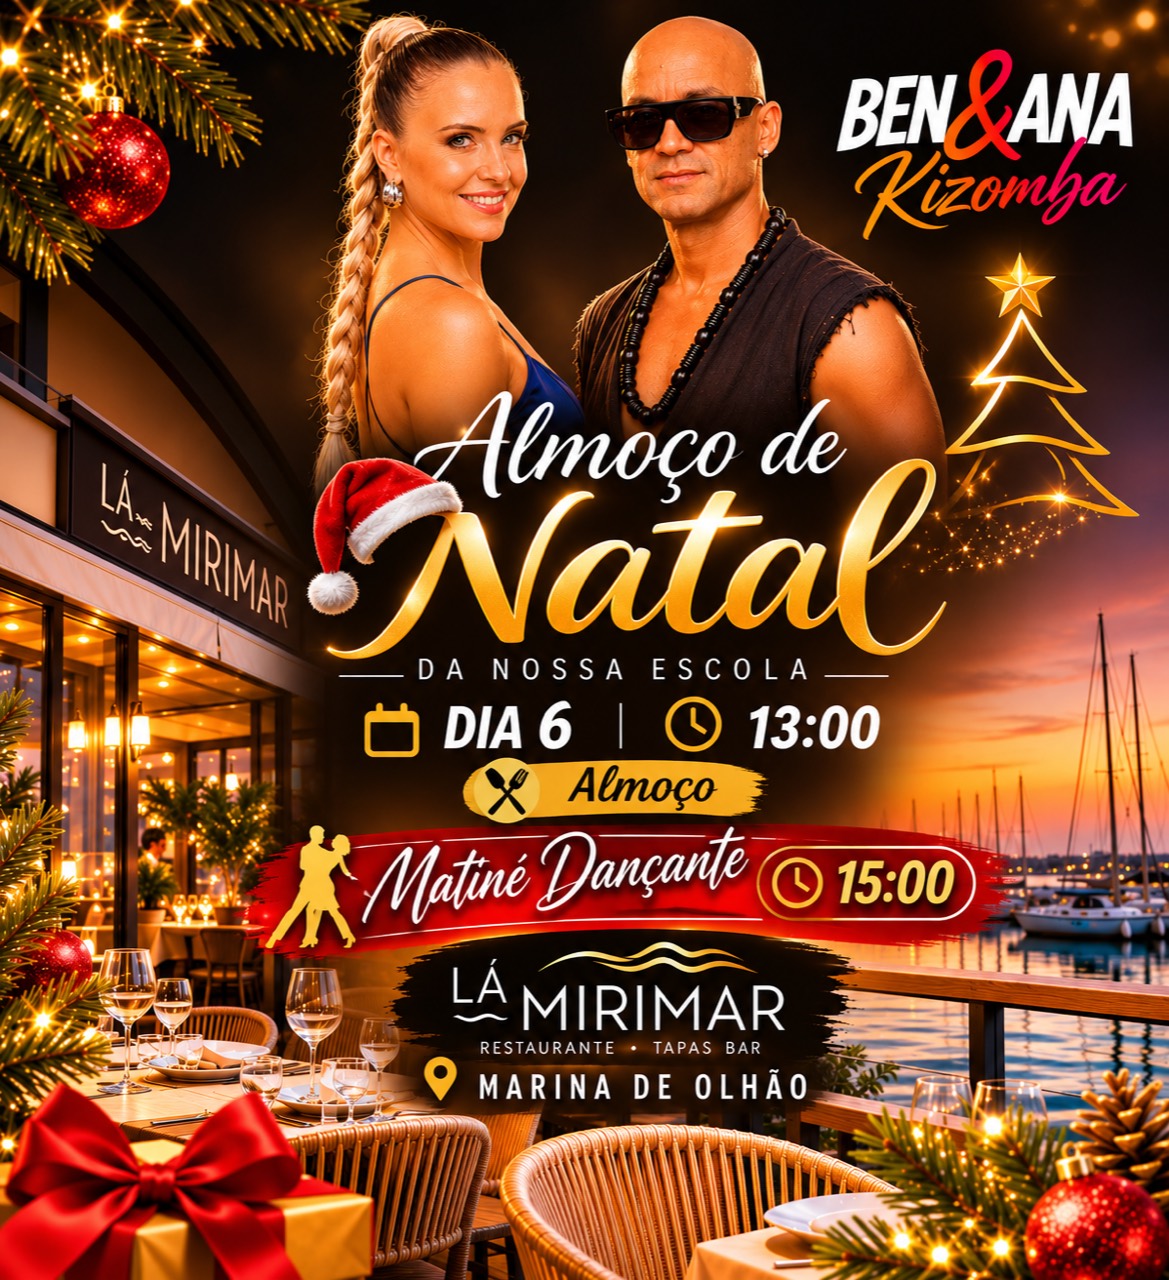 BEN&ANA
Kizomba
Almoço de
Natal
DA NOSSA ESCOLA
DIA 6 | 13:00
Almoço
Matiné Dançante 15:00
LÁ MIRIMAR
LÁ MIRIMAR
RESTAURANTE • TAPAS BAR
MARINA DE OLHÃO